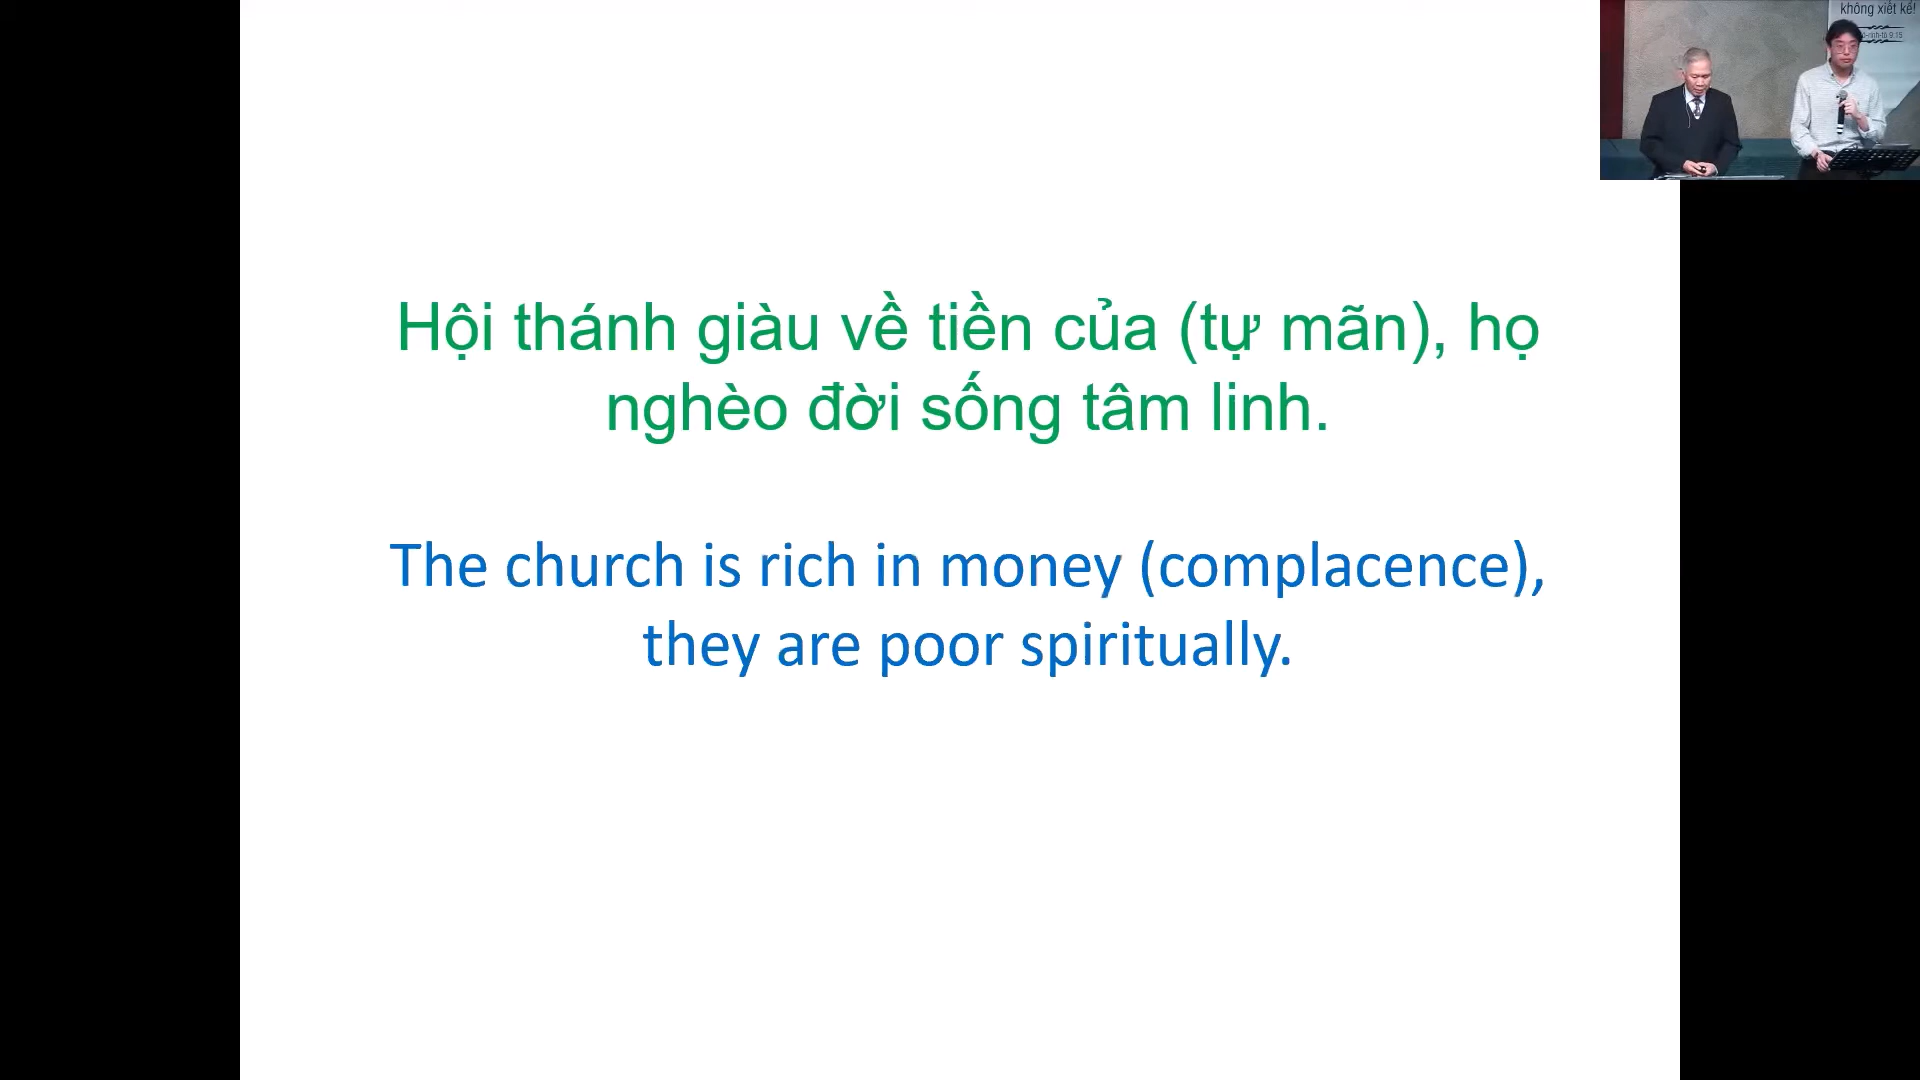 không xiết kể!
Hội thánh giàu về tiền của (tự mãn), họ
nghèo đời sống tâm linh.
The church is rich in money (complacence),
they are poor spiritually.